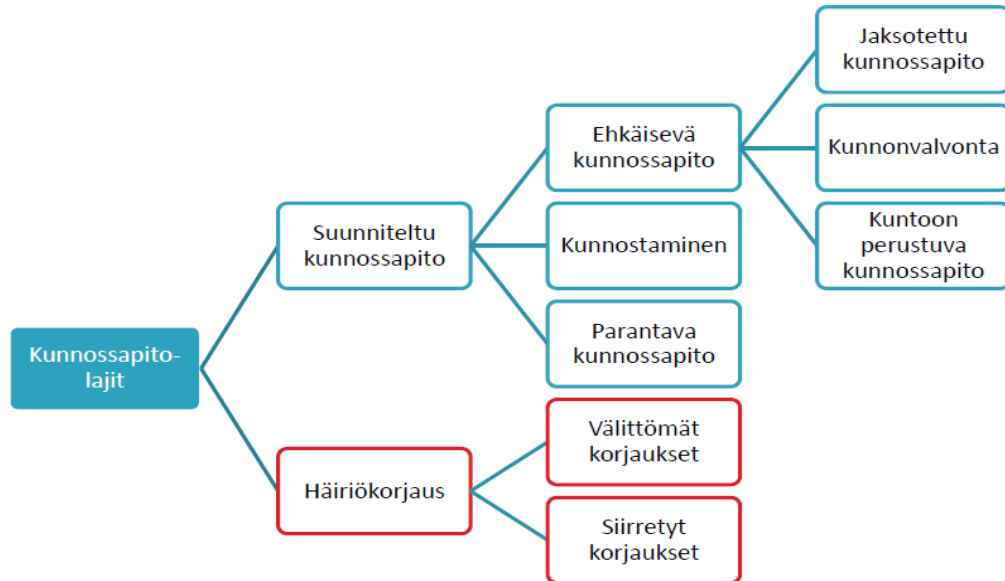 Jaksotettu
kunnossapito
Ehkäisevä
kunnossapito
Kunnonvalvonta
Suunniteltu
kunnossapito
Kunnostaminen
Kuntoon
perustuva
kunnossapito
Kunnossapito-
lajit
Parantava
kunnossapito
Välittömät
korjaukset
Häiriökorjaus
Siirretyt
korjaukset